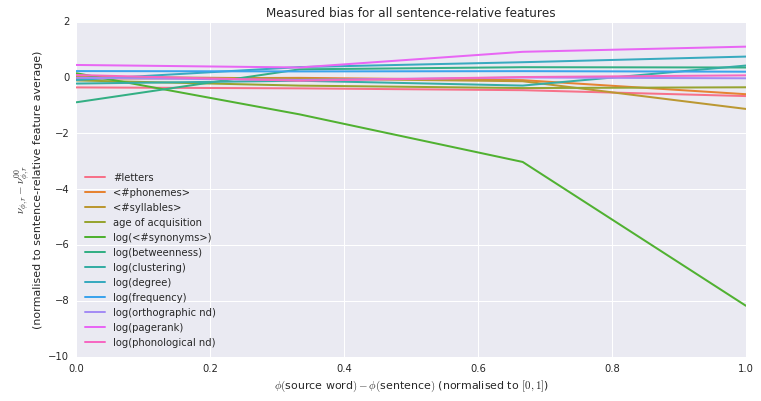 Measured bias for all sentence-relative features
2
0
−2
−4
−6
−8
−10
ν_{φ,r} − ν^{00}_{φ,r}
(normalised to sentence-relative feature average)
#letters
<#phonemes>
<#syllables>
age of acquisition
log(<#synonyms>)
log(betweenness)
log(clustering)
log(degree)
log(frequency)
log(orthographic nd)
log(pagerank)
log(phonological nd)
0.0 0.2 0.4 0.6 0.8 1.0
ϕ(source word) − ϕ(sentence) (normalised to [0, 1])